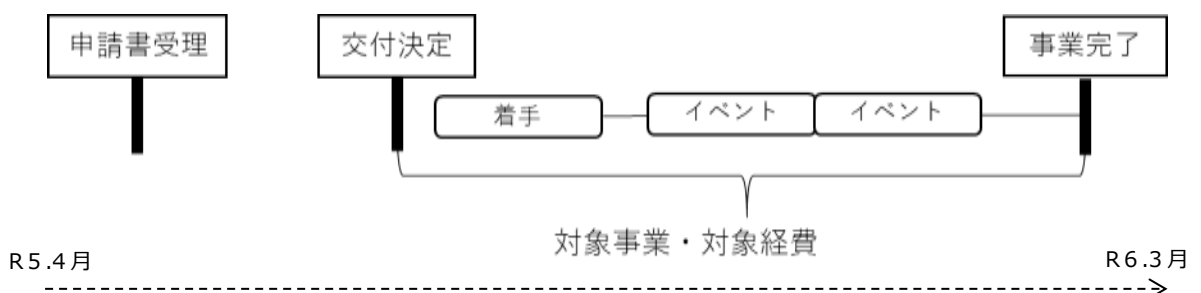 申請書受理
交付決定
事業完了
着手
イベント
イベント
対象事業・対象経費
R5.4月
R6.3月